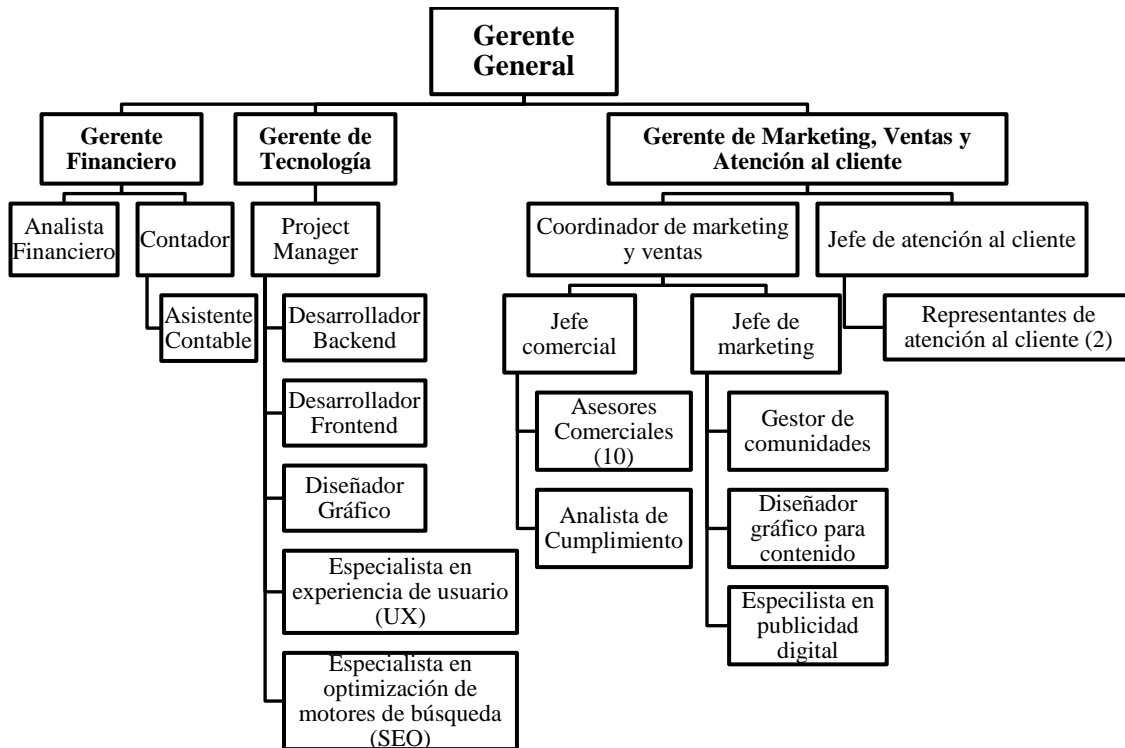 Gerente
General
Gerente
Financiero
Gerente de
Tecnología
Gerente de Marketing, Ventas y
Atención al cliente
Analista
Financiero
Contador
Project
Manager
Coordinador de marketing
y ventas
Jefe de atención al cliente
Asistente
Contable
Desarrollador
Backend
Jefe
comercial
Jefe de
marketing
Representantes de
atención al cliente (2)
Desarrollador
Frontend
Asesores
Comerciales
(10)
Gestor de
comunidades
Diseñador
Gráfico
Analista de
Cumplimiento
Diseñador
gráfico para
contenido
Especialista en
experiencia de usuario
(UX)
Especilista en
publicidad
digital
Especialista en
optimización de
motores de búsqueda
(SEO)